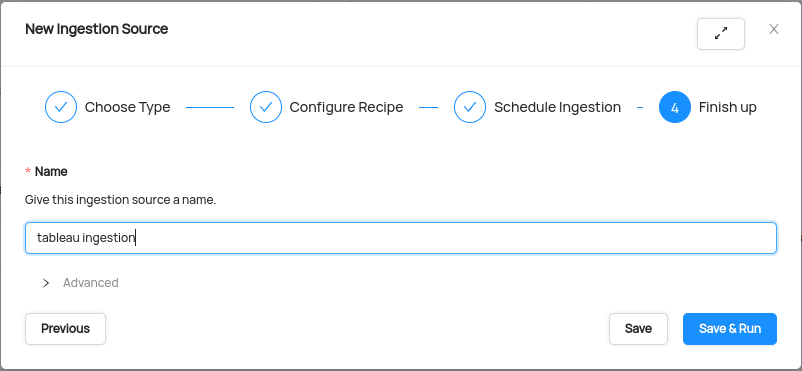 New Ingestion Source
Choose Type
Configure Recipe
Schedule Ingestion
4
Finish up
* Name
Give this ingestion source a name.
tableau ingestion
Advanced
Previous
Save
Save & Run